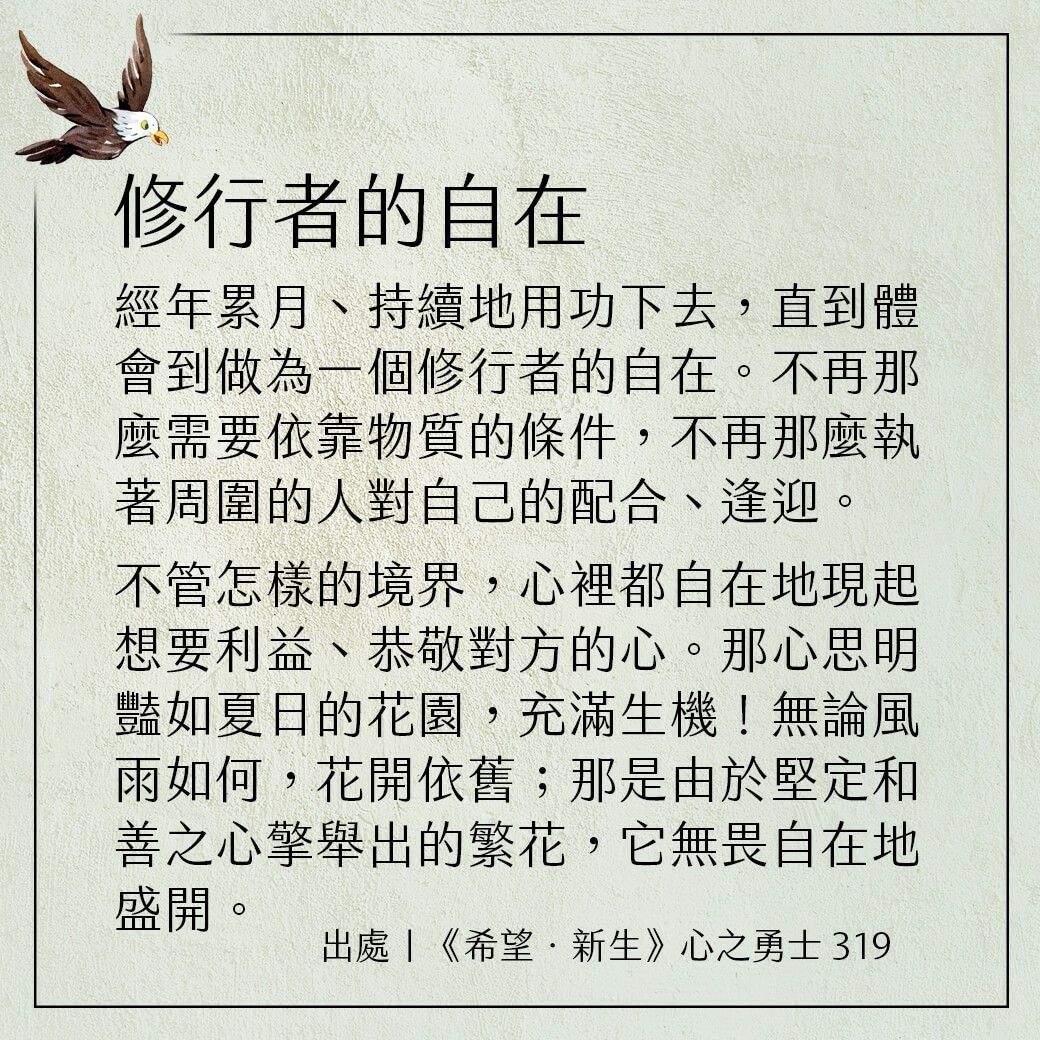 修行者的自在
經年累月、持續地用功下去，直到體
會到做為一個修行者的自在。不再那
麼需要依靠物質的條件，不再那麼執
著周圍的人對自己的配合、逢迎。
不管怎樣的境界，心裡都自在地現起
想要利益、恭敬對方的心。那心思明
豔如夏日的花園，充滿生機！無論風
雨如何，花開依舊；那是由於堅定和
善之心擎舉出的繁花，它無畏自在地
盛開。
出處｜《希望．新生》心之勇士 319